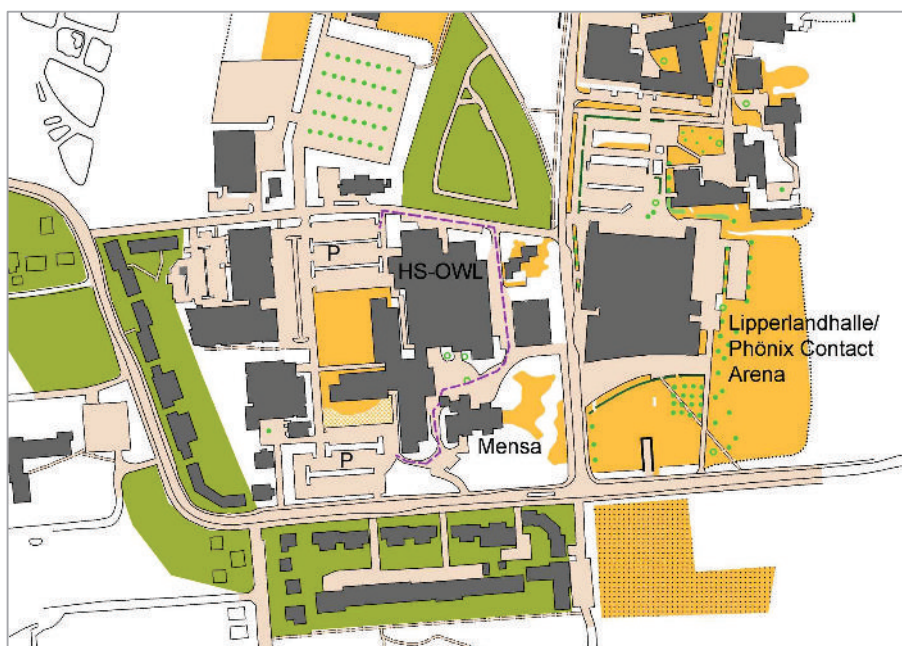 P
HS-OWL
Lipperlandhalle/
Phönix Contact
Arena
Mensa
P